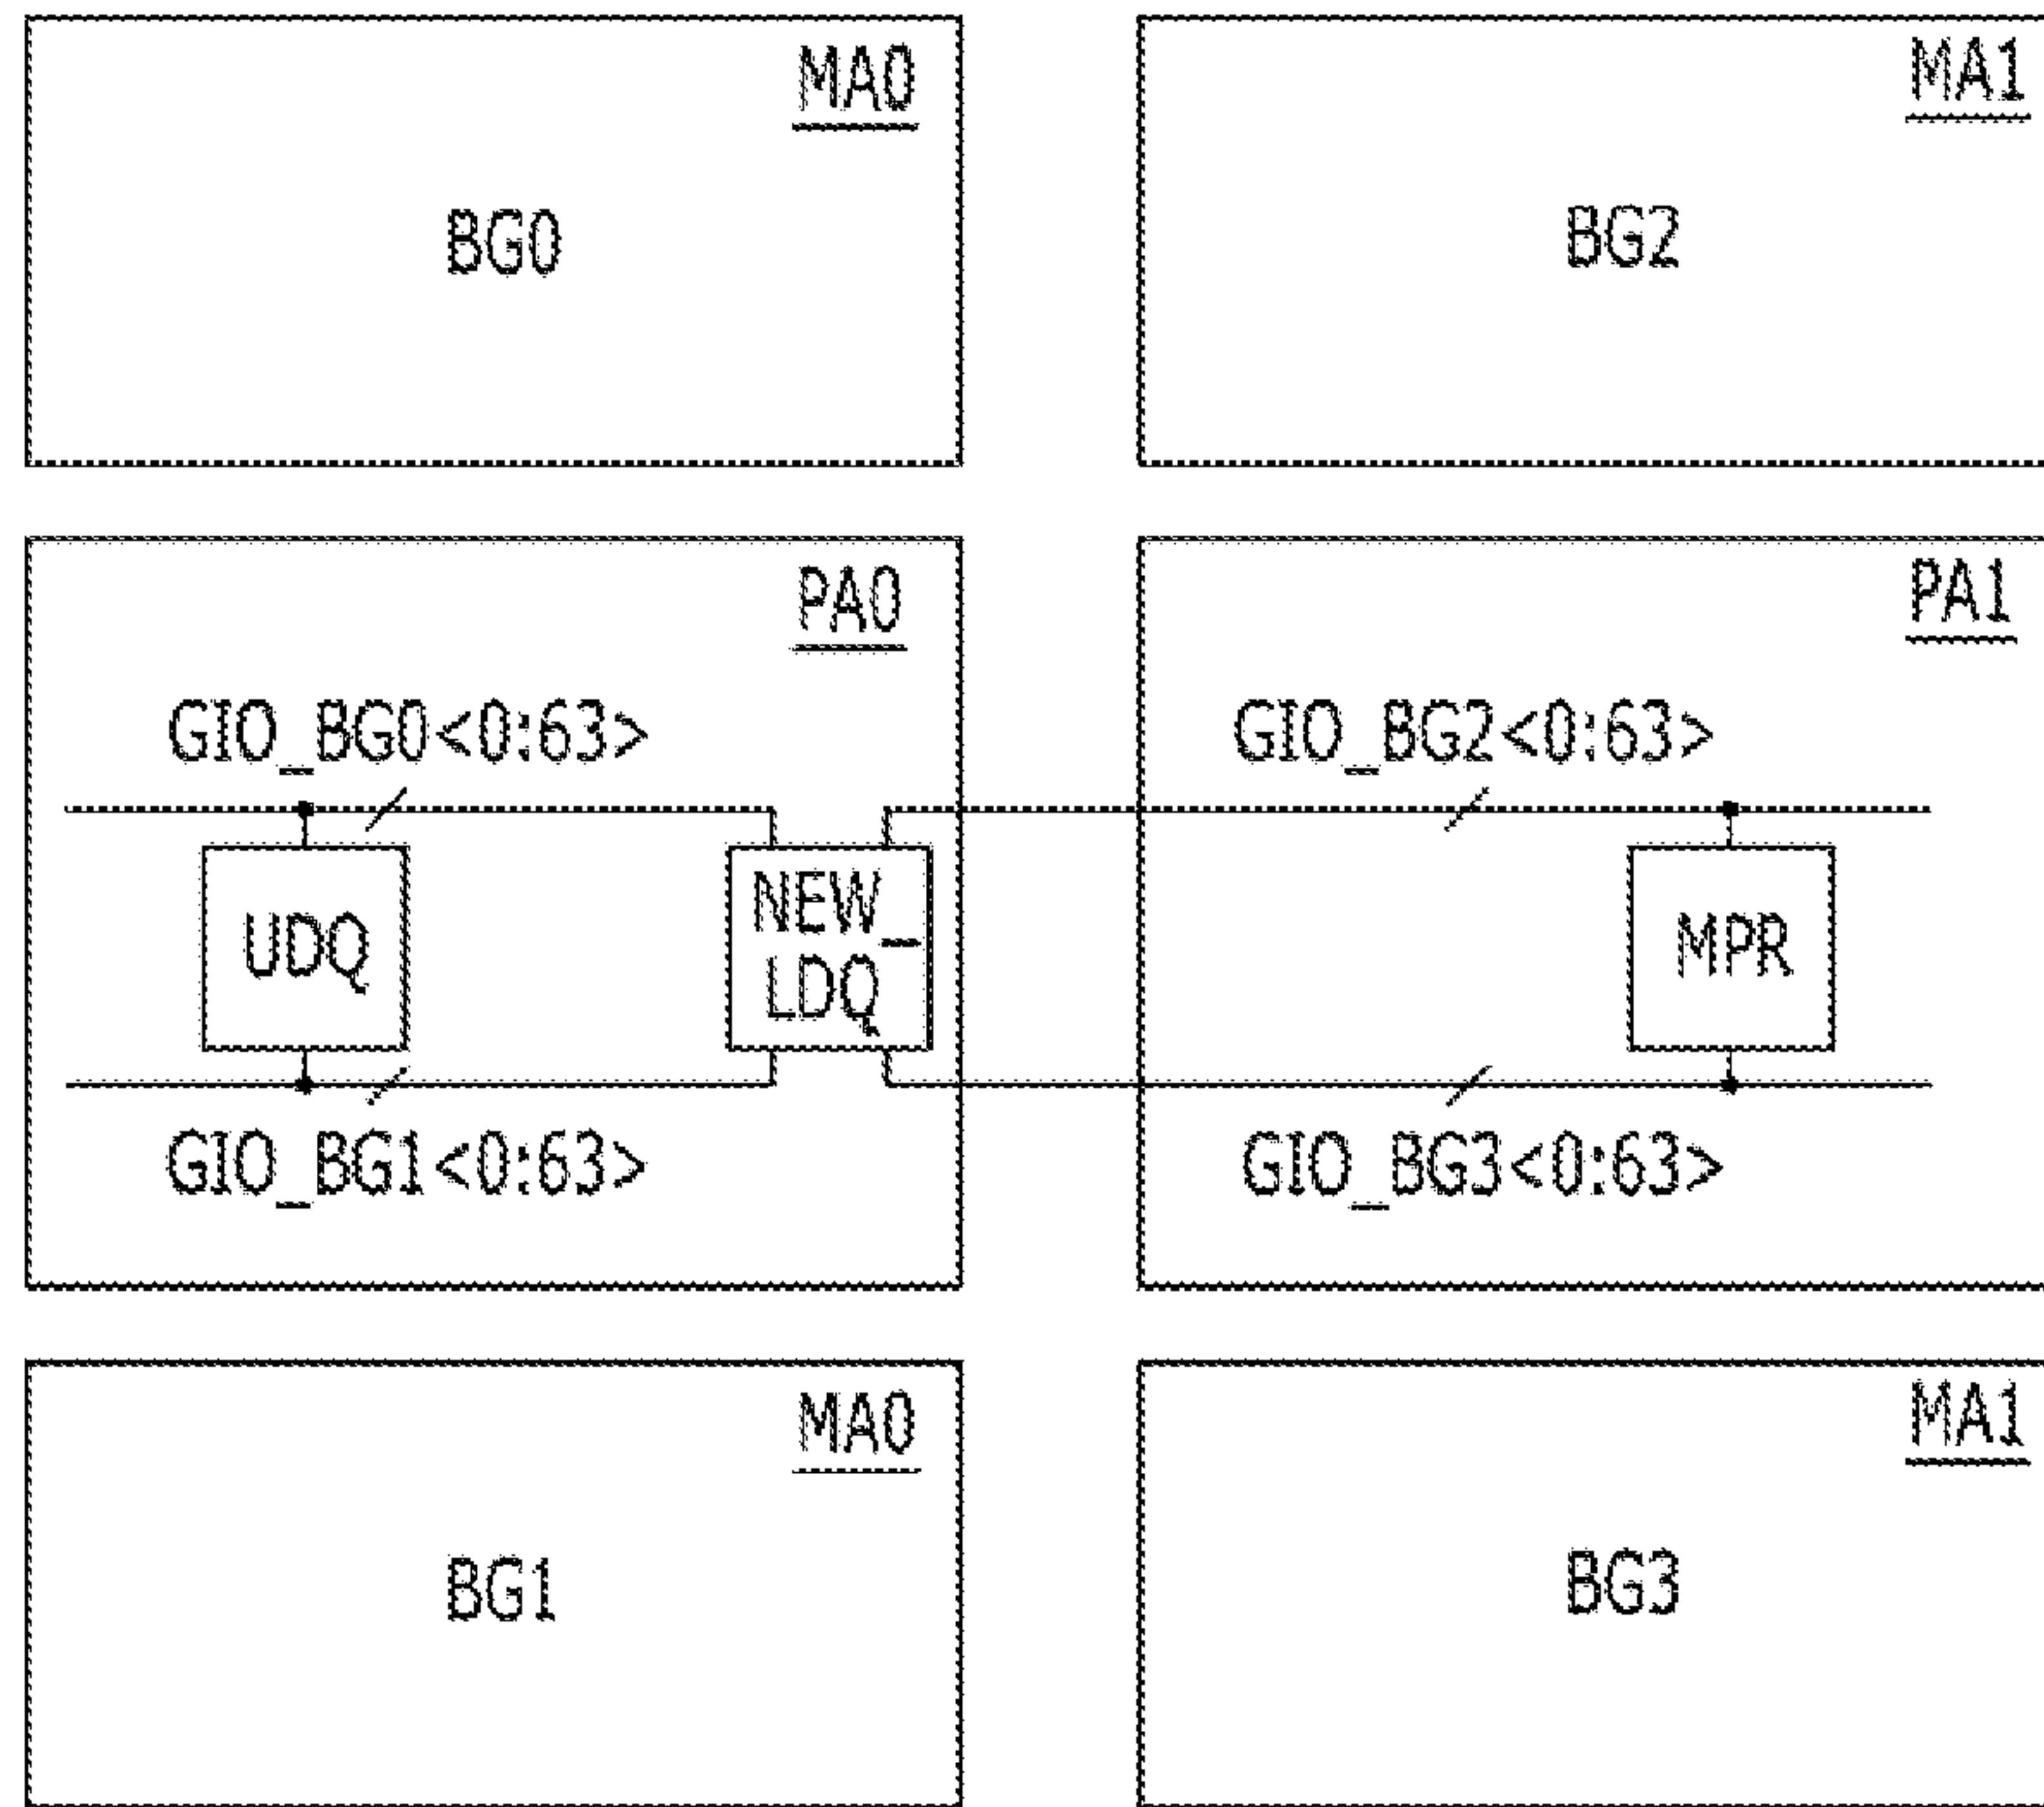 MA0
BG0
MA1
BG2
PA0
GIO_BG0<0:63>
UDQ
NEW_
LDQ
GIO_BG1<0:63>
PA1
GIO_BG2<0:63>
MPR
GIO_BG3<0:63>
MA0
BG1
MA1
BG3